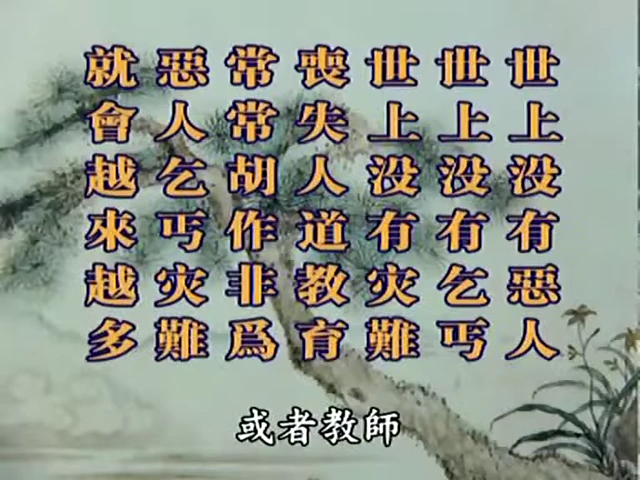 世上没有惡人
世上没有乞丐
世上没有灾難
喪失人道教育
常常胡作非爲
惡人乞丐灾難
就會越來越多
或者教師